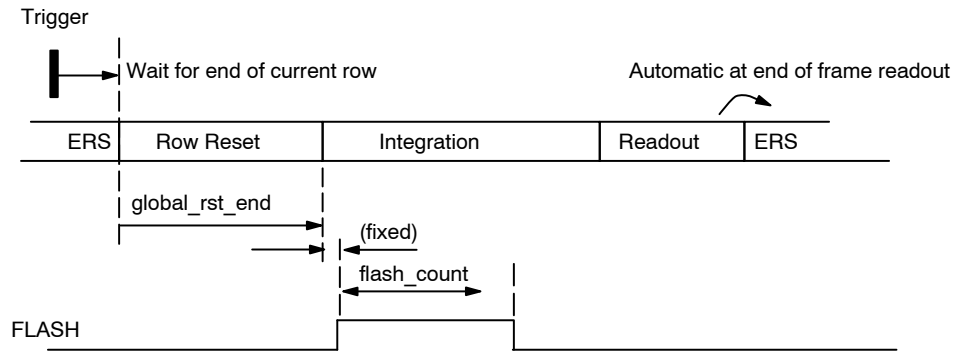 Trigger
Wait for end of current row
Automatic at end of frame readout
ERS
Row Reset
Integration
Readout
ERS
global_rst_end
(fixed)
flash_count
FLASH